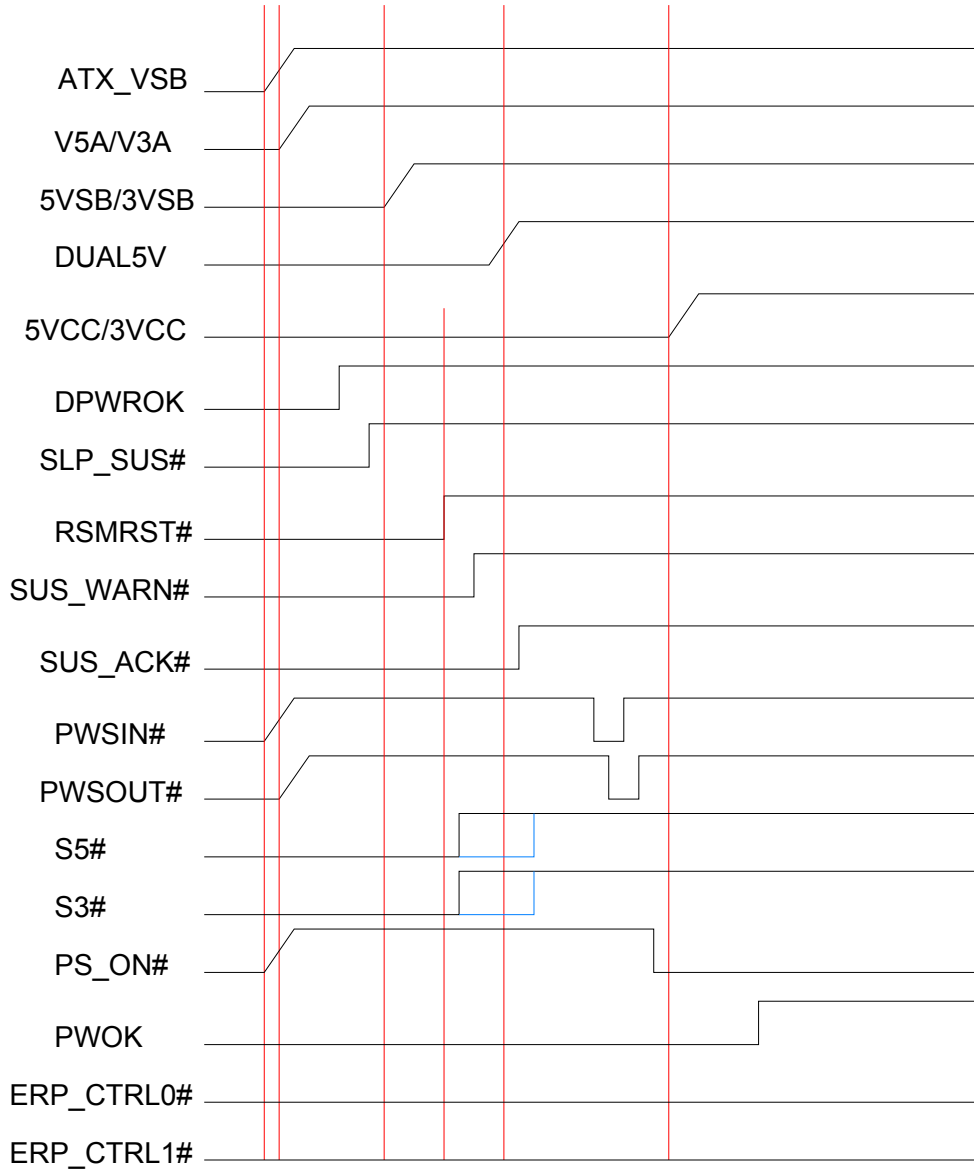 ATX_VSB
V5A/V3A
5VSB/3VSB
DUAL5V
5VCC/3VCC
DPWROK
SLP_SUS#
RSMRST#
SUS_WARN#
SUS_ACK#
PWSIN#
PWSOUT#
S5#
S3#
PS_ON#
PWOK
ERP_CTRL0#
ERP_CTRL1#